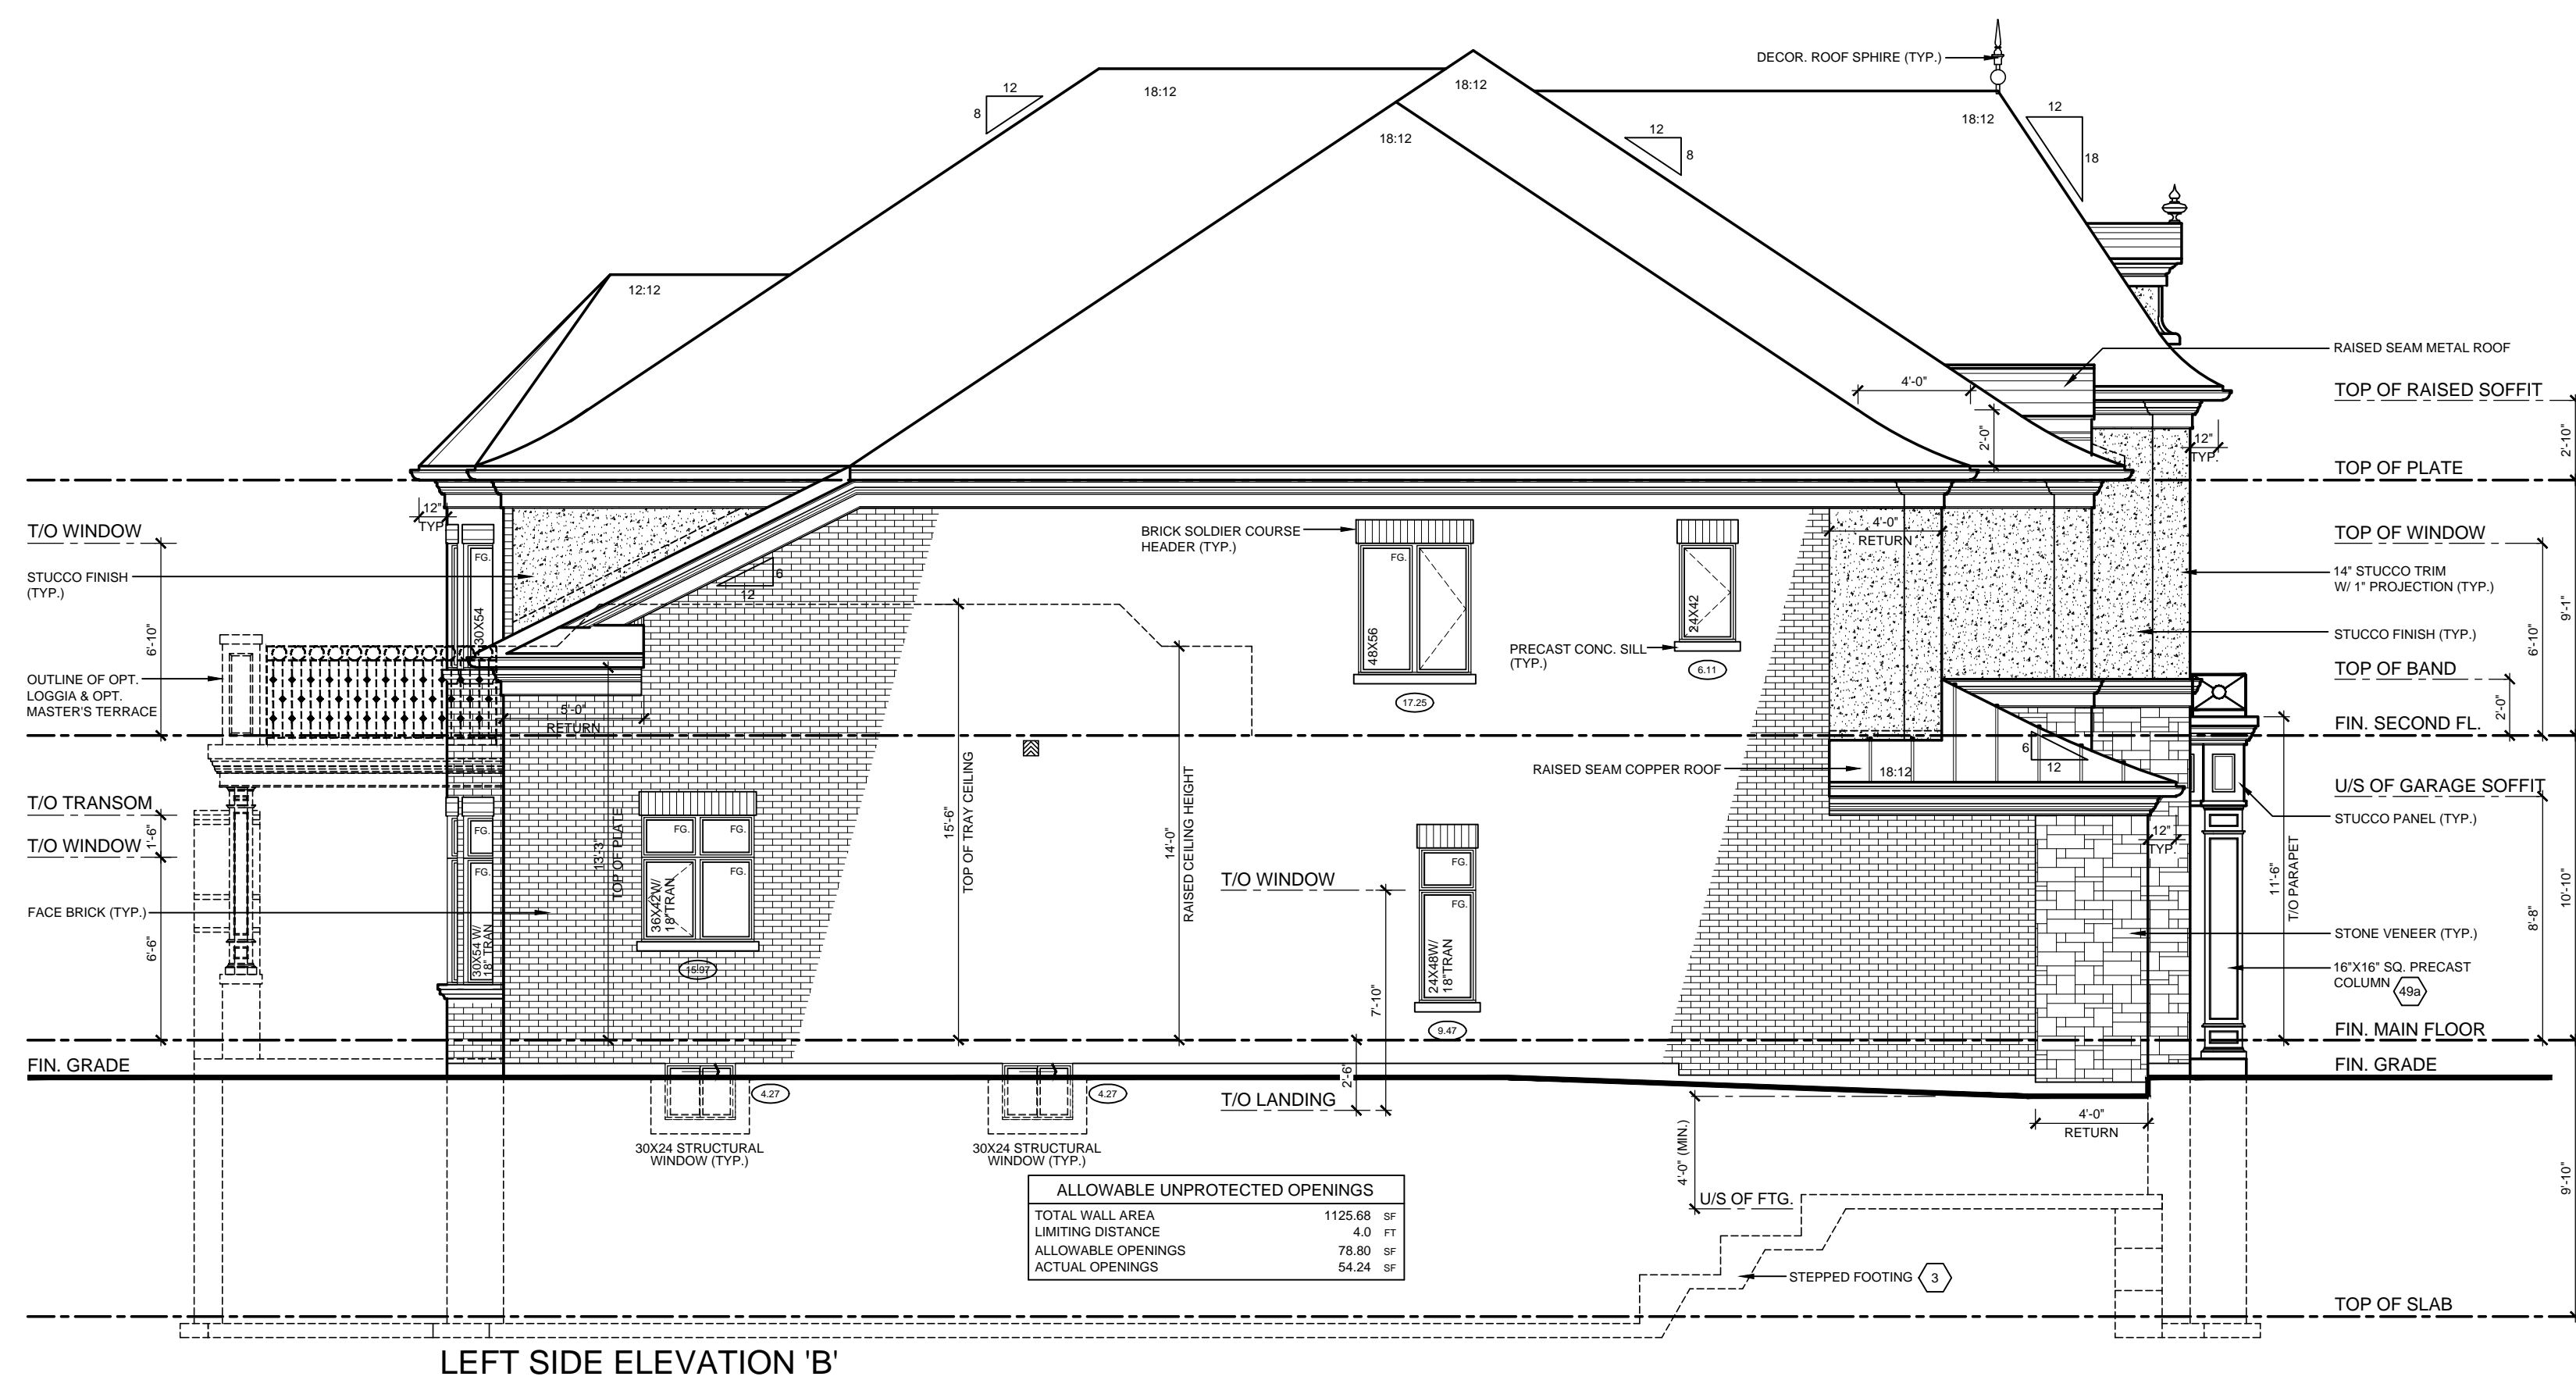 DECOR. ROOF SPHIRE (TYP.)
12
8
18:12
18:12
18:12
12
8
18:12
12
18
12:12
RAISED SEAM METAL ROOF
TOP OF RAISED SOFFIT
4'-0"
2'-0"
12"
TYP.
2'-10"
TOP OF PLATE
12"
TYP.
T/O WINDOW
FG.
30X54
STUCCO FINISH
(TYP.)
6'-10"
6
12
BRICK SOLDIER COURSE
HEADER (TYP.)
FG.
48X56
17.25
24X42
6.11
PRECAST CONC. SILL
(TYP.)
4'-0"
RETURN
TOP OF WINDOW
14" STUCCO TRIM
W/ 1" PROJECTION (TYP.)
9'-1"
STUCCO FINISH (TYP.)
6'-10"
TOP OF BAND
2'-0"
FIN. SECOND FL.
OUTLINE OF OPT.
LOGGIA & OPT.
MASTER'S TERRACE
5'-0"
RETURN
RAISED SEAM COPPER ROOF
18:12
6
12
U/S OF GARAGE SOFFIT
STUCCO PANEL (TYP.)
12"
TYP.
T/O TRANSOM
1'-6"
T/O WINDOW
FG.
FG.
30X54 W/
18" TRAN
FACE BRICK (TYP.)
6'-6"
13'-3"
TOP OF PLATE
FG.
FG.
FG.
36X42W/
18"TRAN
15.97
15'-6"
TOP OF TRAY CEILING
14'-0"
RAISED CEILING HEIGHT
T/O WINDOW
7'-10"
FG.
FG.
24X48W/
18"TRAN
9.47
11'-6"
T/O PARAPET
8'-8"
10'-10"
STONE VENEER (TYP.)
16"X16" SQ. PRECAST
COLUMN
49a
FIN. MAIN FLOOR
FIN. GRADE
FIN. GRADE
2'-6"
T/O LANDING
4.27
4.27
30X24 STRUCTURAL
WINDOW (TYP.)
30X24 STRUCTURAL
WINDOW (TYP.)
4'-0"
RETURN
4'-0" (MIN.)
U/S OF FTG.
9'-10"
ALLOWABLE UNPROTECTED OPENINGS
TOTAL WALL AREA 1125.68 SF
LIMITING DISTANCE 4.0 FT
ALLOWABLE OPENINGS 78.80 SF
ACTUAL OPENINGS 54.24 SF
STEPPED FOOTING 3
TOP OF SLAB
LEFT SIDE ELEVATION 'B'